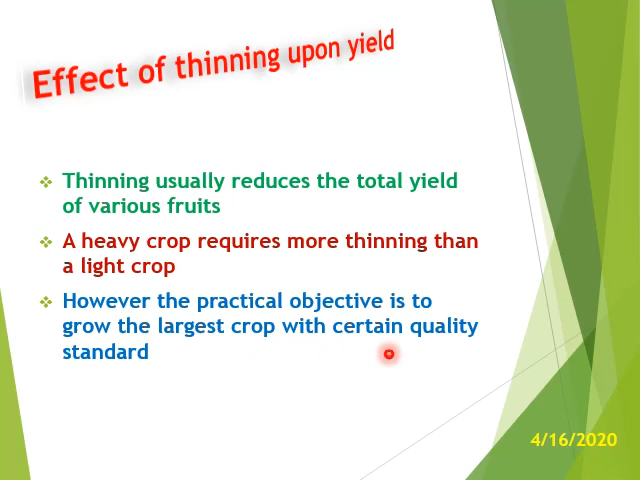 Effect of thinning upon yield
Thinning usually reduces the total yield
of various fruits
A heavy crop requires more thinning than
a light crop
However the practical objective is to
grow the largest crop with certain quality
standard
4/16/2020